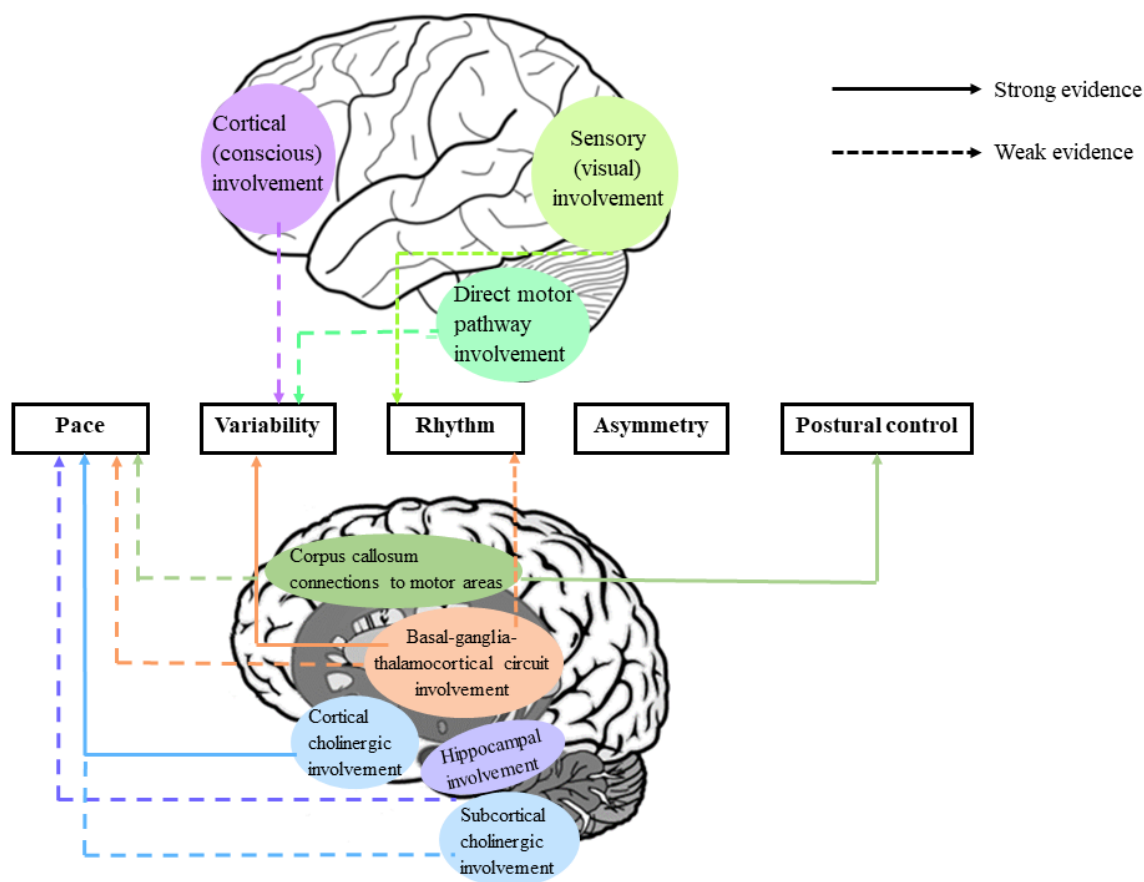 Strong evidence
Weak evidence
Cortical
(conscious)
involvement
Sensory
(visual)
involvement
Direct motor
pathway
involvement
Pace
Variability
Rhythm
Asymmetry
Postural control
Corpus callosum
connections to motor areas
Basal-ganglia-
thalamocortical circuit
involvement
Cortical
cholinergic
involvement
Hippocampal
involvement
Subcortical
cholinergic
involvement